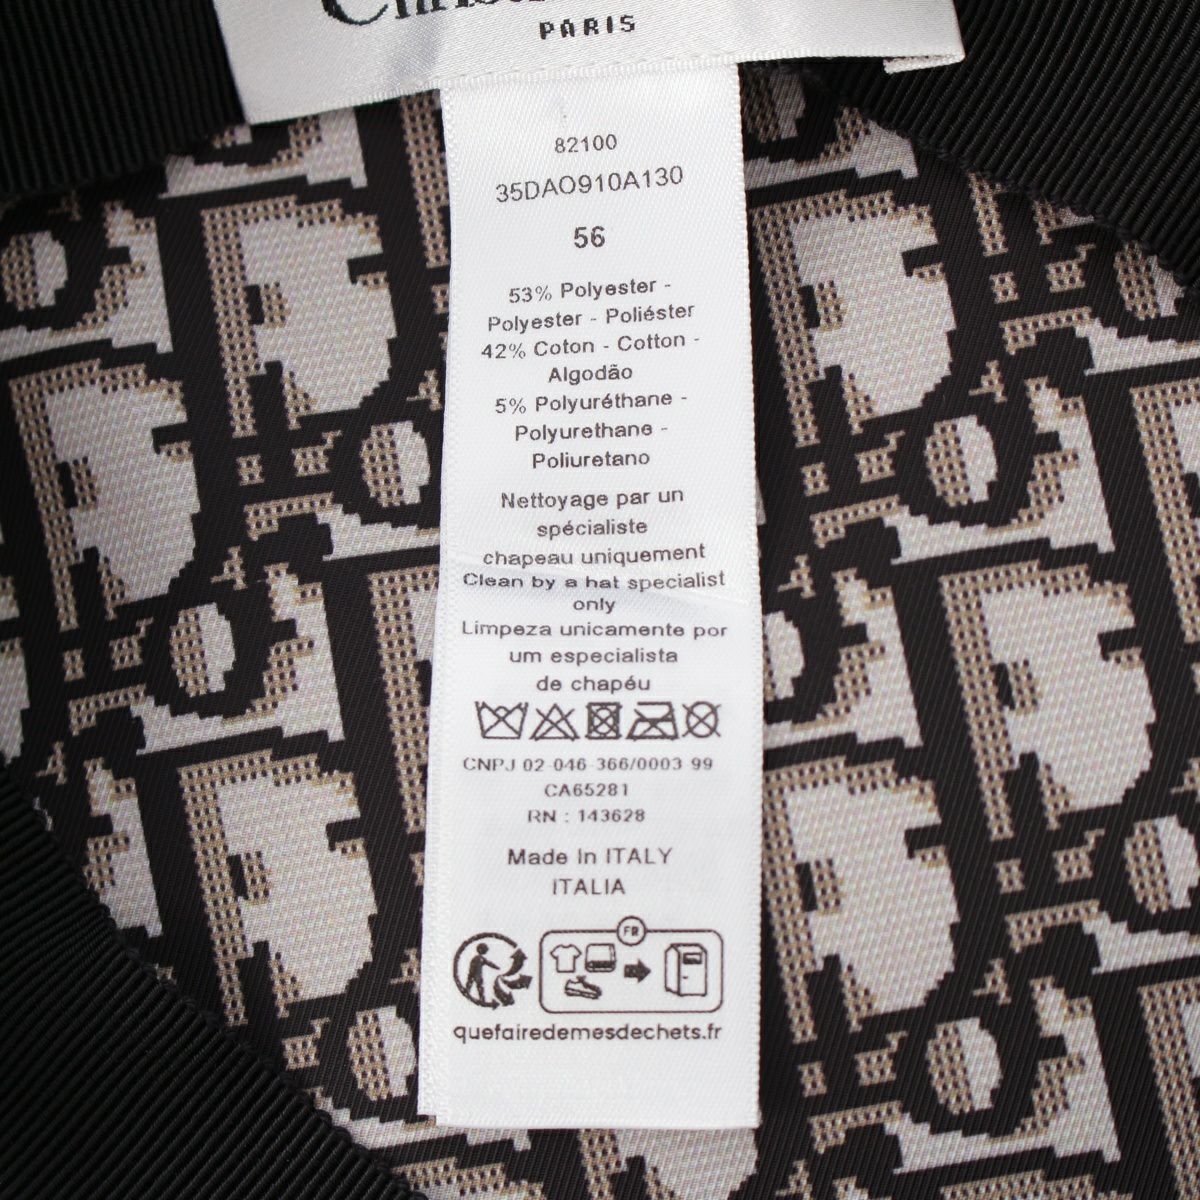 PARIS
82100
35DAO910A130
56
53% Polyester -
Polyester - Poliéster
42% Coton - Cotton -
Algodão
5% Polyuréthane -
Polyurethane -
Poliuretano
Nettoyage par un
spécialiste
chapeau uniquement
Clean by a hat specialist
only
Limpeza unicamente por
um especialista
de chapéu
CNPJ 02 046 366/0003 99
CA65281
RN : 143628
Made In ITALY
ITALIA
FR
quefairedemesdechets.fr